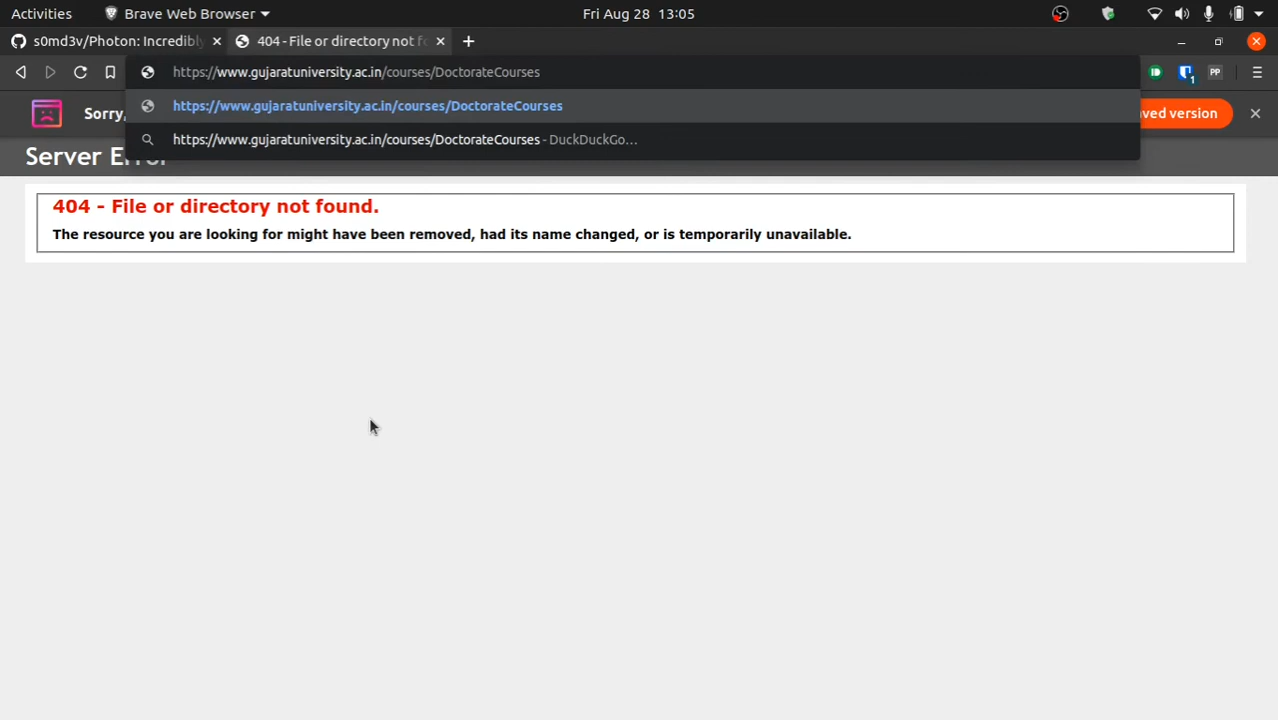 Activities
Brave Web Browser
Fri Aug 28 13:05
s0md3v/Photon: Incredibly
404 - File or directory not fo
https://www.gujaratuniversity.ac.in/courses/DoctorateCourses
PP
1
Sorry,
https://www.gujaratuniversity.ac.in/courses/DoctorateCourses
ved version
https://www.gujaratuniversity.ac.in/courses/DoctorateCourses - DuckDuckGo...
Server Error
404 - File or directory not found.
The resource you are looking for might have been removed, had its name changed, or is temporarily unavailable.